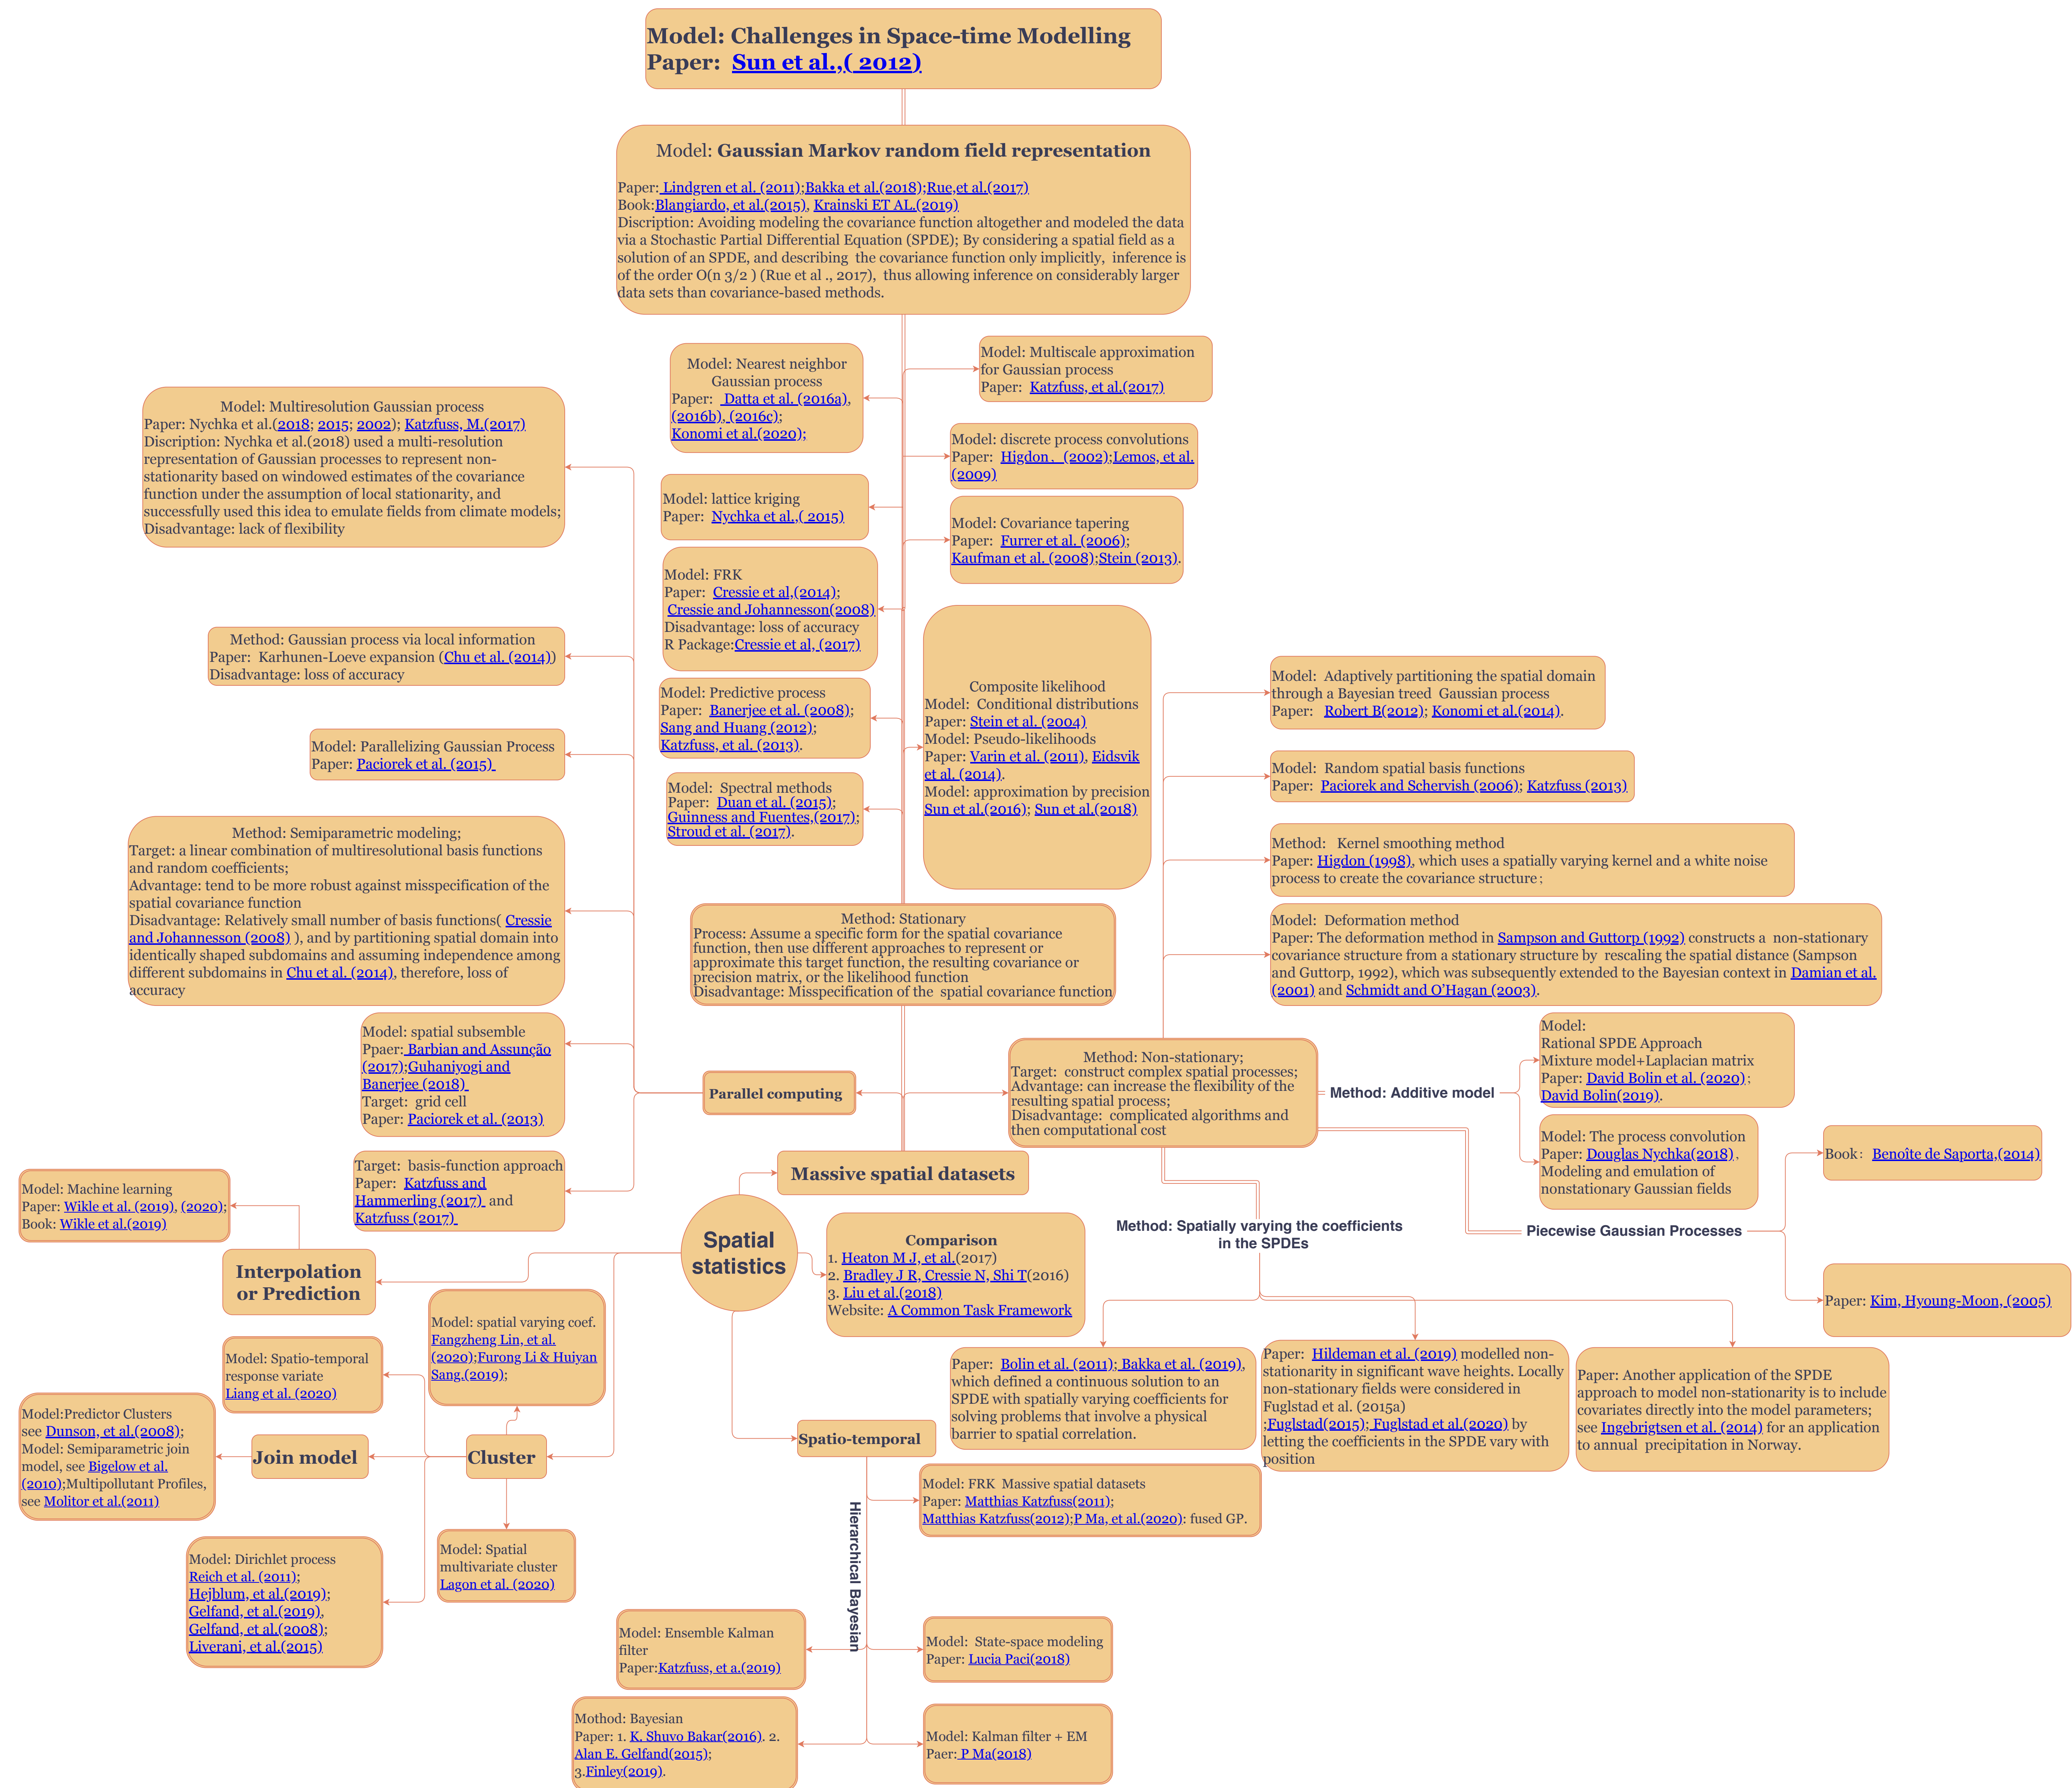 Model: Challenges in Space-time Modelling
Paper:  Sun et al.,( 2012)
Model: Gaussian Markov random field representation
Paper: Lindgren et al. (2011);Bakka et al.(2018);Rue,et al.(2017)
Book:Blangiardo, et al.(2015), Krainski ET AL.(2019)
Discription: Avoiding modeling the covariance function altogether and modeled the data
via a Stochastic Partial Differential Equation (SPDE); By considering a spatial field as a
solution of an SPDE, and describing  the covariance function only implicitly,  inference is
of the order O(n 3/2 ) (Rue et al ., 2017),  thus allowing inference on considerably larger
data sets than covariance-based methods.
Model: Nearest neighbor
Gaussian process
Paper:  Datta et al. (2016a),
(2016b), (2016c);
Konomi et al.(2020);
Model: Multiscale approximation
for Gaussian process
Paper:  Katzfuss, et al.(2017)
Model: Multiresolution Gaussian process
Paper: Nychka et al.(2018; 2015; 2002); Katzfuss, M.(2017)
Discription: Nychka et al.(2018) used a multi-resolution
representation of Gaussian processes to represent non-
stationarity based on windowed estimates of the covariance
function under the assumption of local stationarity, and
successfully used this idea to emulate fields from climate models;
Disadvantage: lack of flexibility
Model: discrete process convolutions
Paper:  Higdon、(2002);Lemos, et al.
(2009)
Model: lattice kriging
Paper:  Nychka et al.,( 2015)
Model: Covariance tapering
Paper:  Furrer et al. (2006);
Kaufman et al. (2008);Stein (2013).
Model: FRK
Paper:  Cressie et al,(2014);
Cressie and Johannesson(2008)
Disadvantage: loss of accuracy
R Package:Cressie et al, (2017)
Method: Gaussian process via local information
Paper:  Karhunen-Loeve expansion (Chu et al. (2014))
Disadvantage: loss of accuracy
Composite likelihood
Model:  Conditional distributions
Paper: Stein et al. (2004)
Model: Pseudo-likelihoods
Paper: Varin et al. (2011), Eidsvik
et al. (2014).
Model: approximation by precision
Sun et al.(2016); Sun et al.(2018)
Model: Predictive process
Paper:  Banerjee et al. (2008);
Sang and Huang (2012);
Katzfuss, et al. (2013).
Model:  Adaptively partitioning the spatial domain
through a Bayesian treed  Gaussian process
Paper:   Robert B(2012); Konomi et al.(2014).
Model: Parallelizing Gaussian Process
Paper: Paciorek et al. (2015)
Model:  Random spatial basis functions
Paper:  Paciorek and Schervish (2006); Katzfuss (2013)
Model:  Spectral methods
Paper:  Duan et al. (2015);
Guinness and Fuentes,(2017);
Stroud et al. (2017).
Method: Semiparametric modeling;
Target: a linear combination of multiresolutional basis functions
and random coefficients;
Advantage: tend to be more robust against misspecification of the
spatial covariance function
Disadvantage: Relatively small number of basis functions( Cressie
and Johannesson (2008) ), and by partitioning spatial domain into
identically shaped subdomains and assuming independence among
different subdomains in Chu et al. (2014), therefore, loss of
accuracy
Method:   Kernel smoothing method
Paper: Higdon (1998), which uses a spatially varying kernel and a white noise
process to create the covariance structure；
Method: Stationary
Process: Assume a specific form for the spatial covariance
function, then use different approaches to represent or
approximate this target function, the resulting covariance or
precision matrix, or the likelihood function
Disadvantage: Misspecification of the  spatial covariance function
Model:  Deformation method
Paper: The deformation method in Sampson and Guttorp (1992) constructs a  non-stationary
covariance structure from a stationary structure by  rescaling the spatial distance (Sampson
and Guttorp, 1992), which was subsequently extended to the Bayesian context in Damian et al.
(2001) and Schmidt and O'Hagan (2003).
Model: spatial subsemble
Ppaer: Barbian and Assunção
(2017);Guhaniyogi and
Banerjee (2018)
Target:  grid cell
Paper: Paciorek et al. (2013)
Parallel computing
Method: Non-stationary;
Target:  construct complex spatial processes;
Advantage: can increase the flexibility of the
resulting spatial process;
Disadvantage:  complicated algorithms and
then computational cost
Method: Additive model
Model:
Rational SPDE Approach
Mixture model+Laplacian matrix
Paper: David Bolin et al. (2020)；
David Bolin(2019).
Model: The process convolution
Paper: Douglas Nychka(2018)，
Modeling and emulation of
nonstationary Gaussian fields
Book： Benoîte de Saporta,(2014)
Target:  basis-function approach
Paper:  Katzfuss and
Hammerling (2017)  and
Katzfuss (2017)
Massive spatial datasets
Model: Machine learning
Paper: Wikle et al. (2019), (2020);
Book: Wikle et al.(2019)
Spatial
statistics
Comparison
1. Heaton M J, et al.(2017)
2. Bradley J R, Cressie N, Shi T(2016)
3. Liu et al.(2018)
Website: A Common Task Framework
Method: Spatially varying the coefficients
in the SPDEs
Piecewise Gaussian Processes
Interpolation
or Prediction
Paper: Kim, Hyoung-Moon, (2005)
Model: spatial varying coef.
Fangzheng Lin, et al.
(2020);Furong Li & Huiyan
Sang.(2019);
Model: Spatio-temporal
response variate
Liang et al. (2020)
Paper:  Bolin et al. (2011); Bakka et al. (2019),
which defined a continuous solution to an
SPDE with spatially varying coefficients for
solving problems that involve a physical
barrier to spatial correlation.
Paper:  Hildeman et al. (2019) modelled non-
stationarity in significant wave heights. Locally
non-stationary fields were considered in
Fuglstad et al. (2015a)
;Fuglstad(2015); Fuglstad et al.(2020) by
letting the coefficients in the SPDE vary with
position
Paper: Another application of the SPDE
approach to model non-stationarity is to include
covariates directly into the model parameters;
see Ingebrigtsen et al. (2014) for an application
to annual  precipitation in Norway.
Model:Predictor Clusters
see Dunson, et al.(2008);
Model: Semiparametric join
model, see Bigelow et al.
(2010);Multipollutant Profiles,
see Molitor et al.(2011)
Join model
Cluster
Spatio-temporal
Model: FRK  Massive spatial datasets
Paper: Matthias Katzfuss(2011);
Matthias Katzfuss(2012);P Ma, et al.(2020): fused GP.
Hierarchical Bayesian
Model: Dirichlet process
Reich et al. (2011);
Hejblum, et al.(2019);
Gelfand, et al.(2019),
Gelfand, et al.(2008);
Liverani, et al.(2015)
Model: Spatial
multivariate cluster
Lagon et al. (2020)
Model: Ensemble Kalman
filter
Paper:Katzfuss, et a.(2019)
Model:  State-space modeling
Paper: Lucia Paci(2018)
Mothod: Bayesian
Paper: 1. K. Shuvo Bakar(2016). 2.
Alan E. Gelfand(2015);
3.Finley(2019).
Model: Kalman filter + EM
Paer: P Ma(2018)